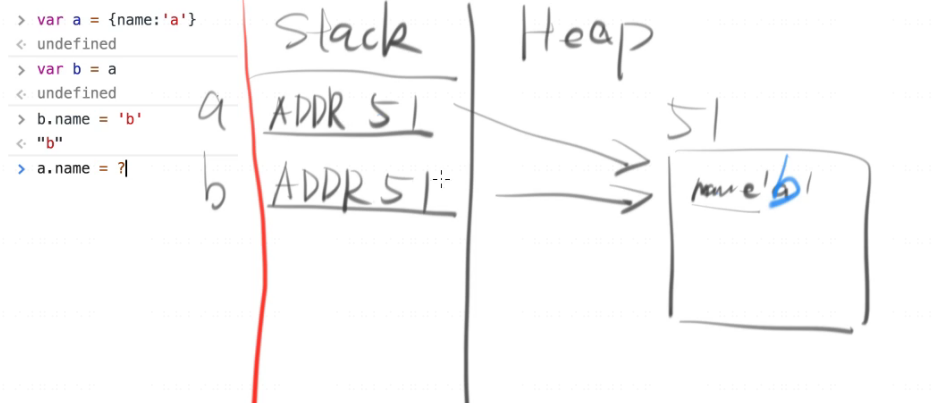 > var a = {name:'a'}
<· undefined
> var b = a
<· undefined
> b.name = 'b'
<· "b"
> a.name = ?
Stack
Heap
a ADDR 51
b ADDR 51
51
name 'b'